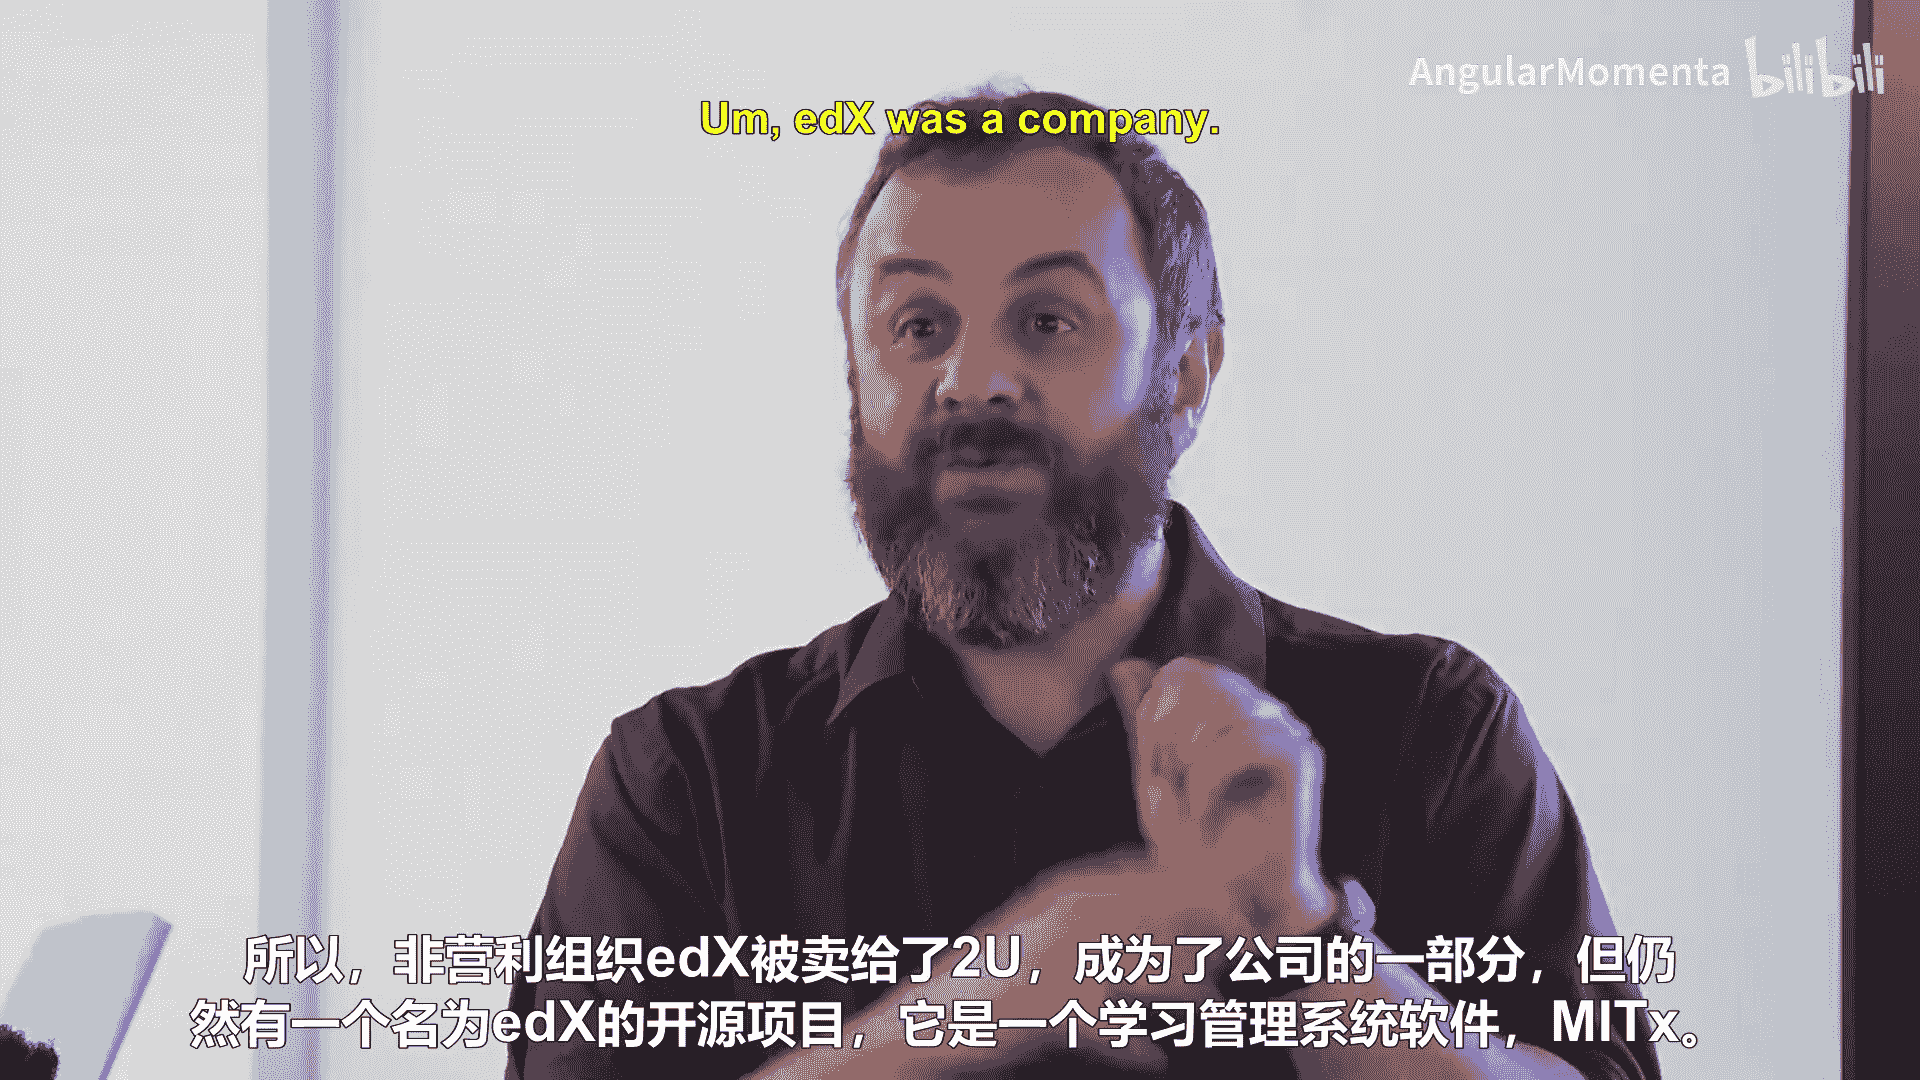 AngularMomenta bilibili
Um, edX was a company.
所以，非营利组织edX被卖给了2U，成为了公司的一部分，但仍
然有一个名为edX的开源项目，它是一个学习管理系统软件，MITx。